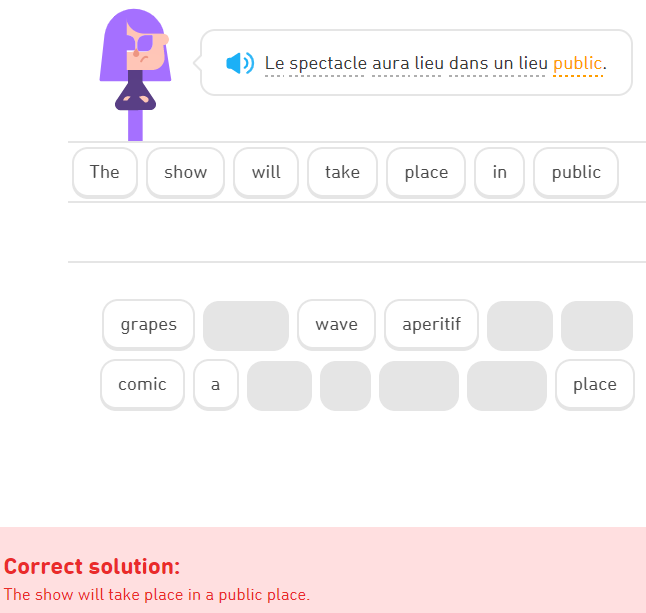 Le spectacle aura lieu dans un lieu public.
The show will take place in public
grapes wave aperitif
comic a place
Correct solution:
The show will take place in a public place.